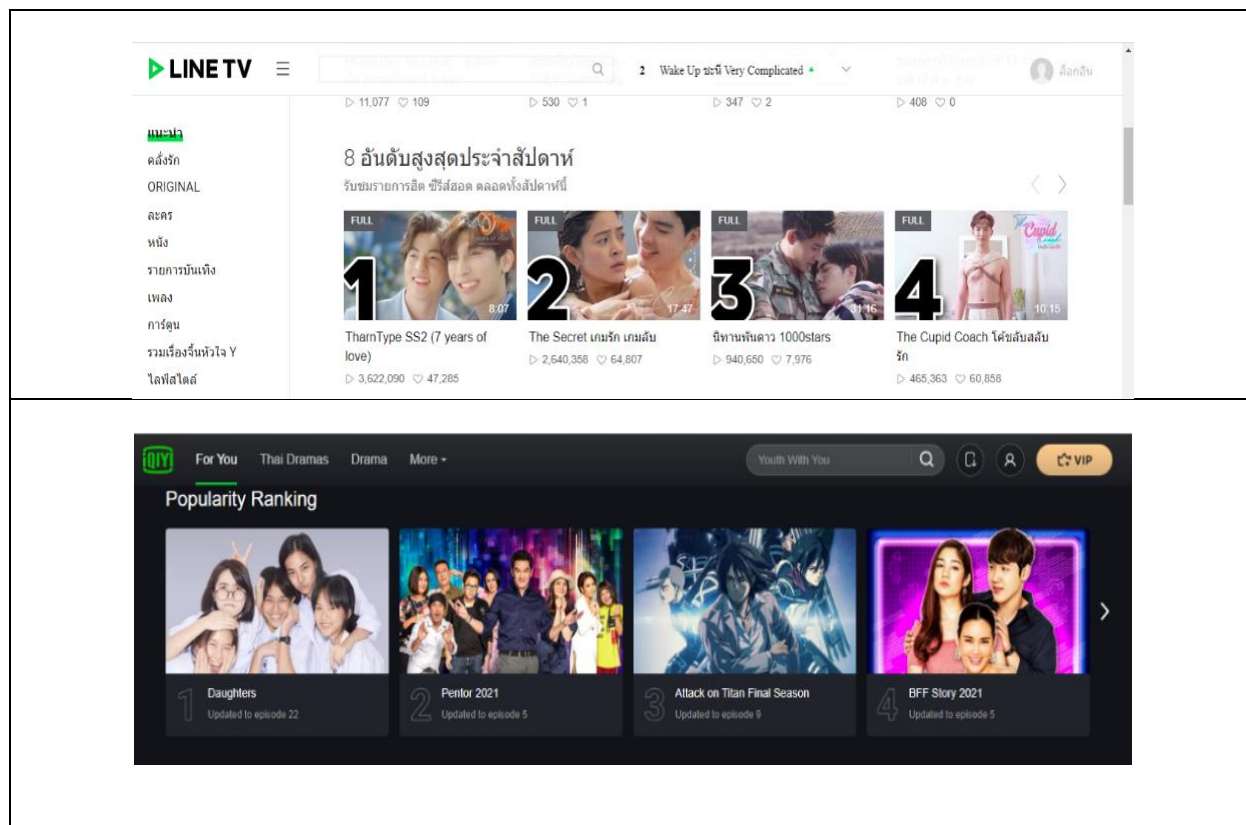 LINE TV
2 Wake Up ชะนี Very Complicated
ล็อกอิน
11,077 109
530 1
347 2
408 0
แนะนำ
คลั่งรัก
ORIGINAL
ละคร
หนัง
รายการบันเทิง
เพลง
การ์ตูน
รวมเรื่องจิ้นหัวใจ Y
ไลฟ์สไตล์
8 อันดับสูงสุดประจำสัปดาห์
รับชมรายการฮิต ซีรีส์ฮอต ตลอดทั้งสัปดาห์นี้
FULL
1
8:07
TharnType SS2 (7 years of
love)
3,622,090 47,285
FULL
2
17:47
The Secret เกมรัก เกมลับ
2,640,358 64,807
FULL
3
31:16
นิทานพันดาว 1000stars
940,650 7,976
FULL
The Cupid
4
10:15
The Cupid Coach โค้ชลับสลับ
รัก
465,363 60,858
QIY
For You Thai Dramas Drama More
Youth With You
VIP
Popularity Ranking
1 Daughters
Updated to episode 22
2 Pentor 2021
Updated to episode 5
3 Attack on Titan Final Season
Updated to episode 9
4 BFF Story 2021
Updated to episode 5